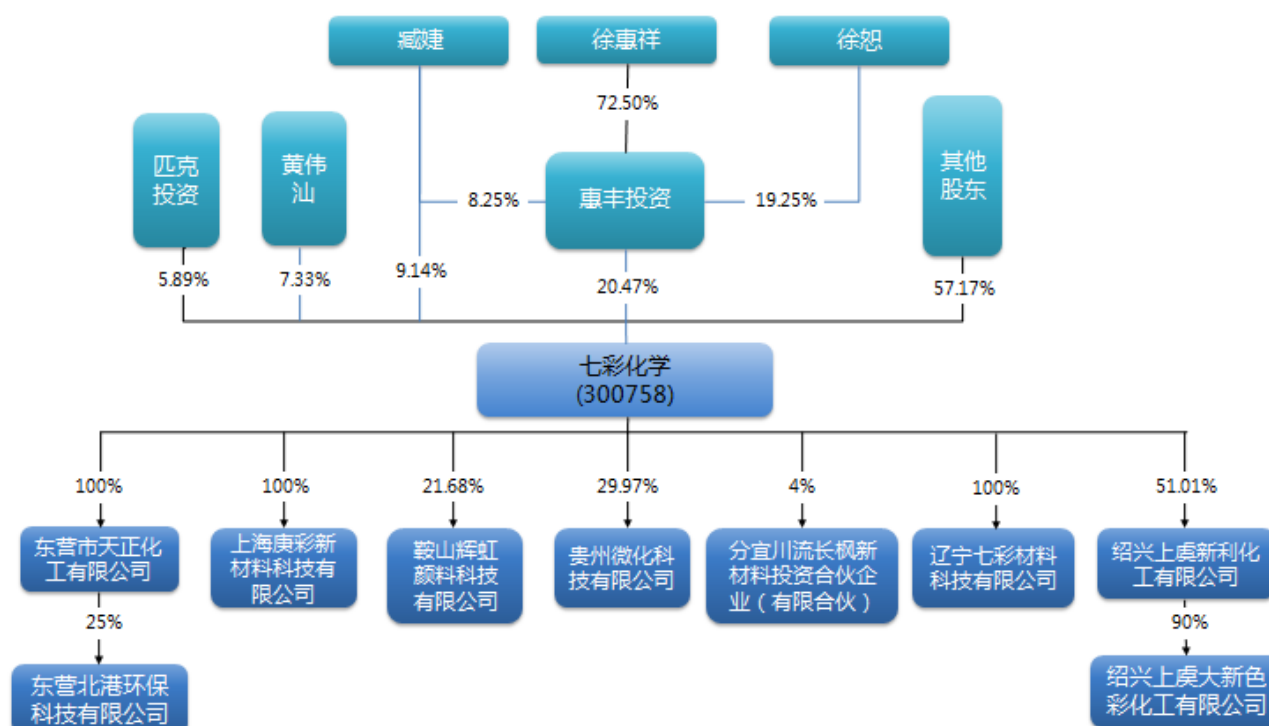 臧婕
徐惠祥
徐恕
72.50%
匹克
投资
黄伟
汕
惠丰投资
其他
股东
8.25%
19.25%
5.89%
7.33%
9.14%
20.47%
57.17%
七彩化学
(300758)
100%
100%
21.68%
29.97%
4%
100%
51.01%
东营市天正化
工有限公司
上海庚彩新
材料科技有
限公司
鞍山辉虹
颜料科技
有限公司
贵州微化科
技有限公司
分宜川流长枫新
材料投资合伙企
业（有限合伙）
辽宁七彩材料
科技有限公司
绍兴上虞新利化
工有限公司
25%
90%
东营北港环保
科技有限公司
绍兴上虞大新色
彩化工有限公司